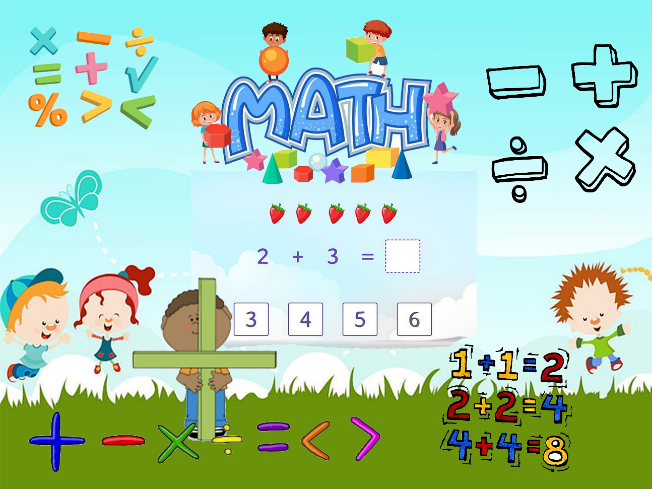 × − ÷
= + √
% > <
MATH
− +
÷ ×
2 + 3 =
3 4 5 6
1+1=2
2+2=4
4+4=8
+ − × ÷ = < >